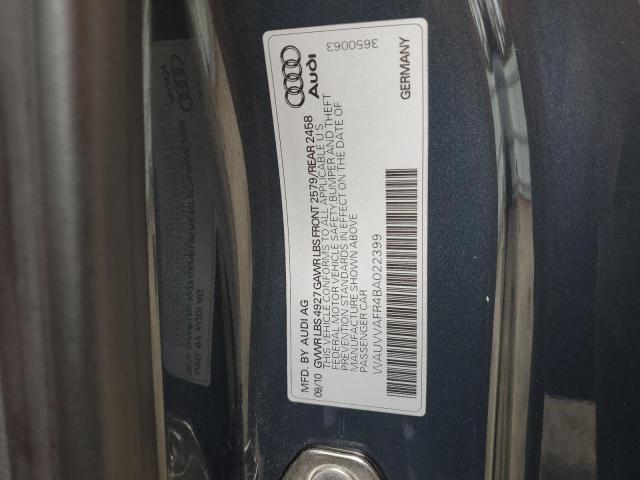 MFD. BY AUDI AG
09/10 GVWR LBS 4927 GAWR LBS FRONT 2579/REAR 2458
THIS VEHICLE CONFORMS TO ALL APPLICABLE U S
FEDERAL MOTOR VEHICLE SAFETY, BUMPER AND THEFT
PREVENTION STANDARDS IN EFFECT ON THE DATE OF
MANUFACTURE SHOWN ABOVE
PASSENGER CAR
WAUVVAFR4BA022399
Audi
3650063
GERMANY